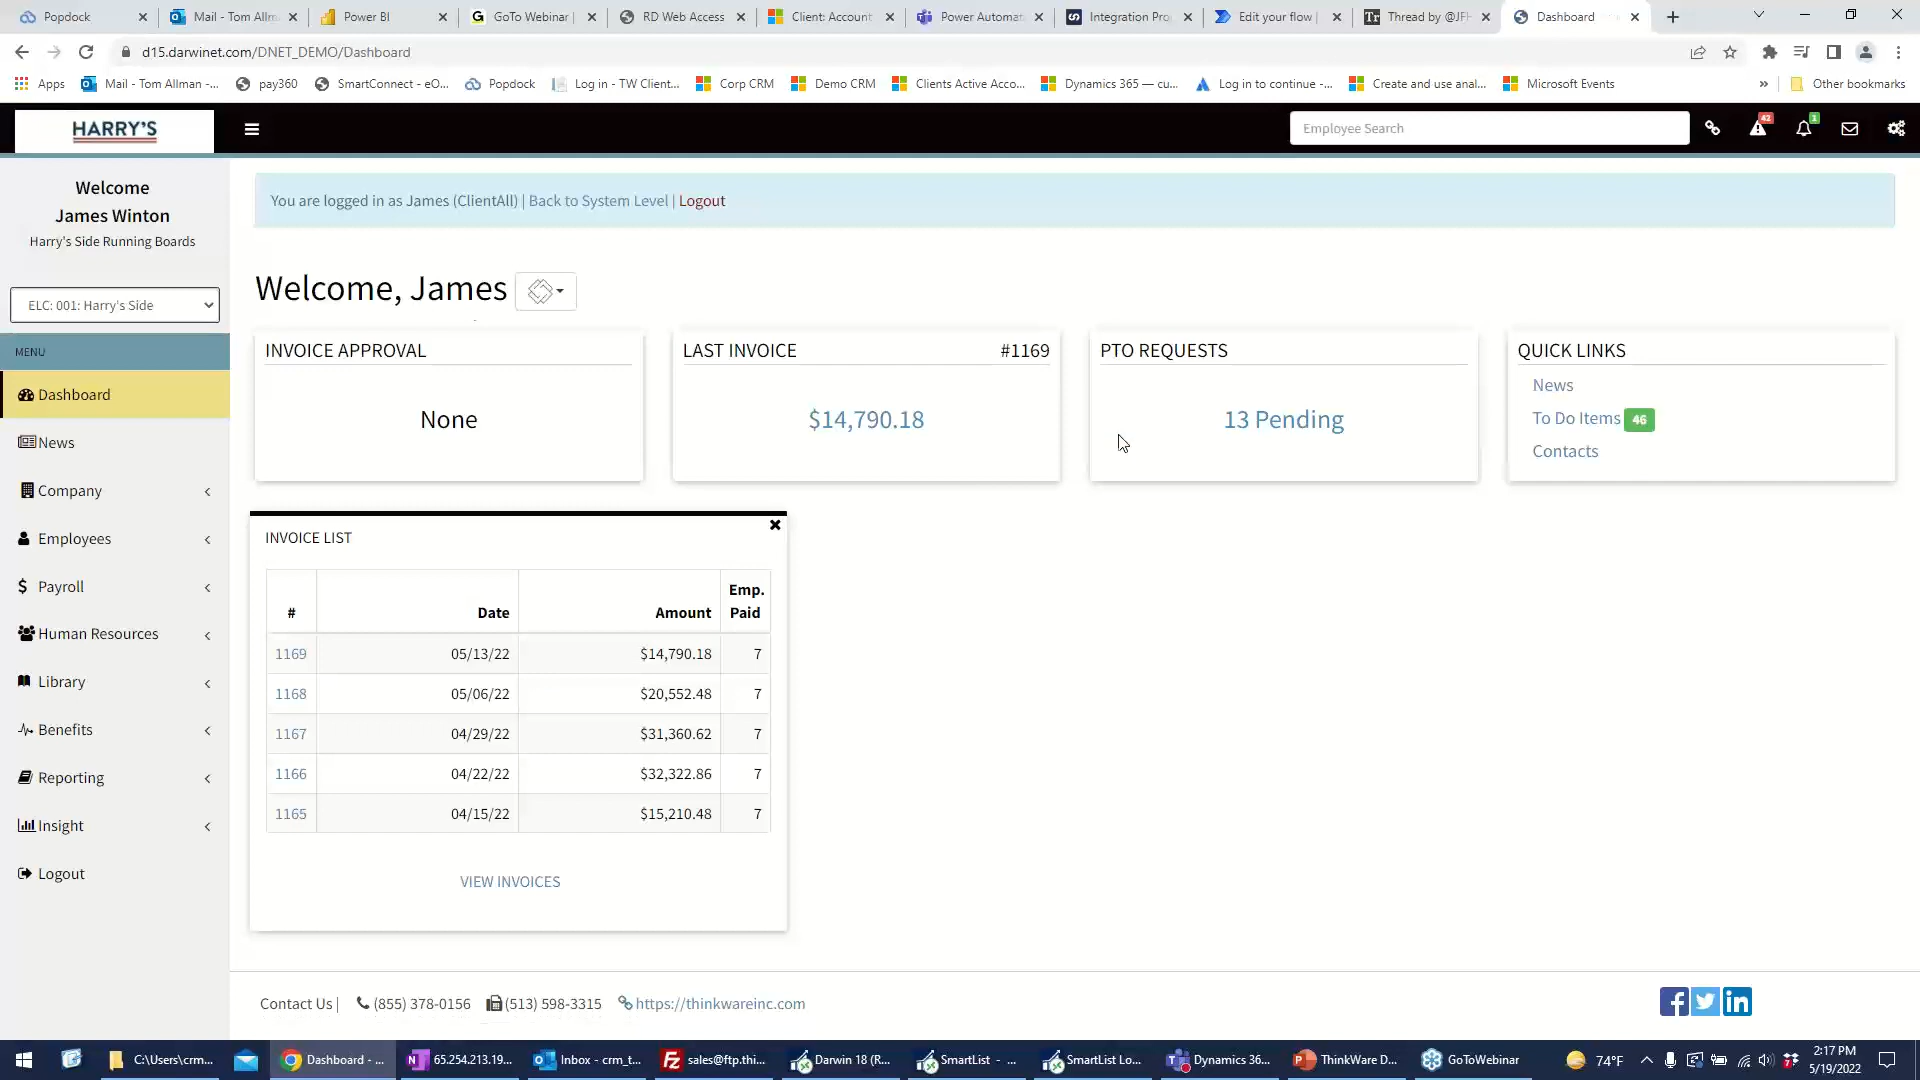 Popdock
Mail - Tom Allm
Power BI
GoTo Webinar
RD Web Access
Client: Account
Power Automat
Integration Pro
Edit your flow
Thread by @JFH
Dashboard
d15.darwinet.com/DNET_DEMO/Dashboard
Apps
Mail - Tom Allman -...
pay360
SmartConnect - eO...
Popdock
Log in - TW Client...
Corp CRM
Demo CRM
Clients Active Acco...
Dynamics 365 — cu...
Log in to continue -...
Create and use anal...
Microsoft Events
»
Other bookmarks
HARRY'S
Employee Search
42
1
Welcome
James Winton
Harry's Side Running Boards
ELC: 001: Harry's Side
MENU
Dashboard
News
Company
Employees
Payroll
Human Resources
Library
Benefits
Reporting
Insight
Logout
You are logged in as James (ClientAll) | Back to System Level | Logout
Welcome, James
INVOICE APPROVAL
None
LAST INVOICE #1169
$14,790.18
PTO REQUESTS
13 Pending
QUICK LINKS
News
To Do Items 46
Contacts
INVOICE LIST
# Date Amount Emp. Paid
1169 05/13/22 $14,790.18 7
1168 05/06/22 $20,552.48 7
1167 04/29/22 $31,360.62 7
1166 04/22/22 $32,322.86 7
1165 04/15/22 $15,210.48 7
VIEW INVOICES
Contact Us | (855) 378-0156 (513) 598-3315 https://thinkwareinc.com
C:\Users\crm...
Dashboard - ...
65.254.213.19...
Inbox - crm_t...
sales@ftp.thi...
Darwin 18 (R...
SmartList - ...
SmartList Lo...
Dynamics 36...
ThinkWare D...
GoToWebinar
74°F
2:17 PM
5/19/2022